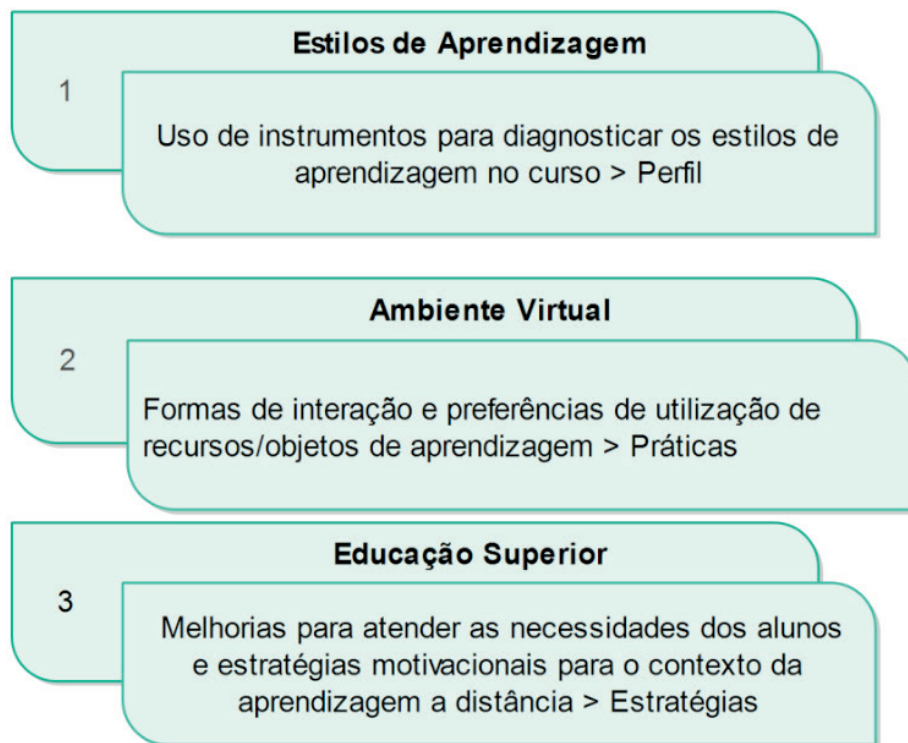 Estilos de Aprendizagem
1
Uso de instrumentos para diagnosticar os estilos de
aprendizagem no curso > Perfil
Ambiente Virtual
2
Formas de interação e preferências de utilização de
recursos/objetos de aprendizagem > Práticas
Educação Superior
3
Melhorias para atender as necessidades dos alunos
e estratégias motivacionais para o contexto da
aprendizagem a distância > Estratégias